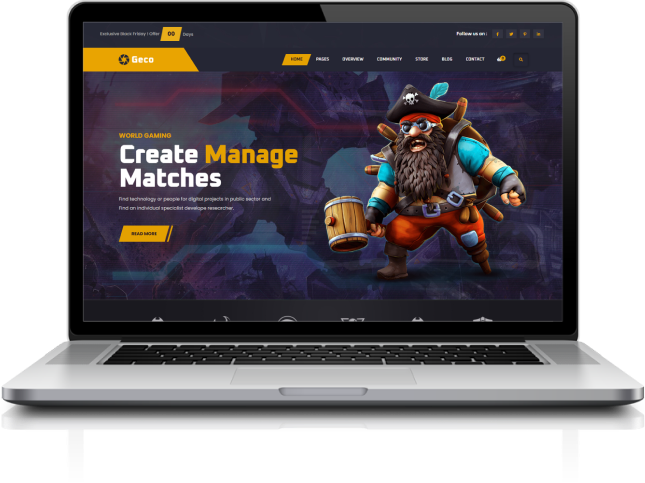 Exclusive Black Friday ! Offer 00 Days
Follow us on :
Geco
HOME PAGES OVERVIEW COMMUNITY STORE BLOG CONTACT
WORLD GAMING
Create Manage
Matches
Find technology or people for digital projects in public sector and
Find an individual specialist develope researcher.
READ MORE